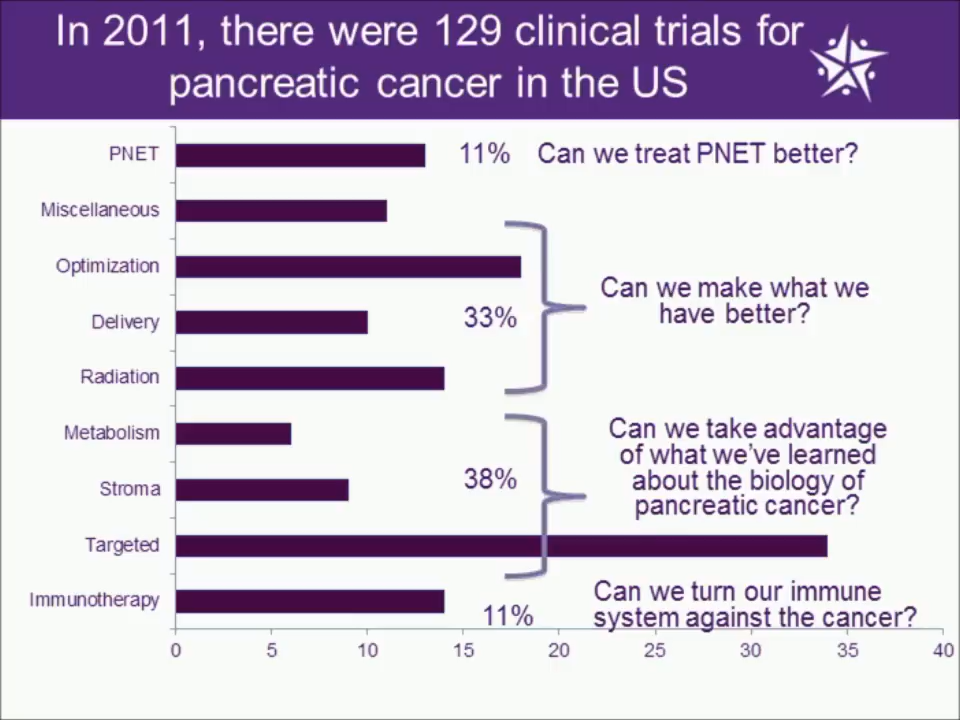 In 2011, there were 129 clinical trials for
pancreatic cancer in the US
PNET
11%
Can we treat PNET better?
Miscellaneous
Optimization
Delivery
Radiation
33%
Can we make what we
have better?
Metabolism
Stroma
Targeted
38%
Can we take advantage
of what we've learned
about the biology of
pancreatic cancer?
Immunotherapy
11%
Can we turn our immune
system against the cancer?
0 5 10 15 20 25 30 35 40